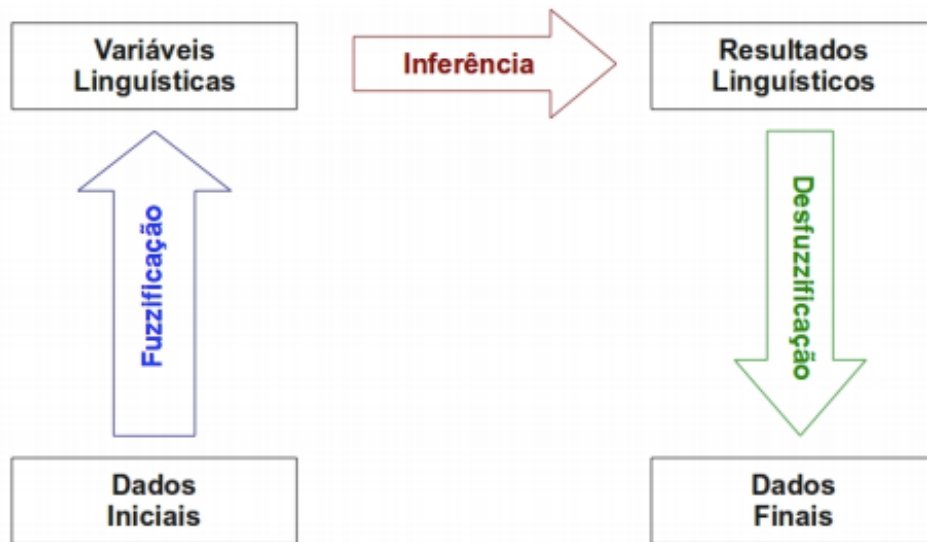 Variáveis
Linguísticas
Inferência
Resultados
Linguísticos
Fuzzificação
Desfuzzificação
Dados
Iniciais
Dados
Finais